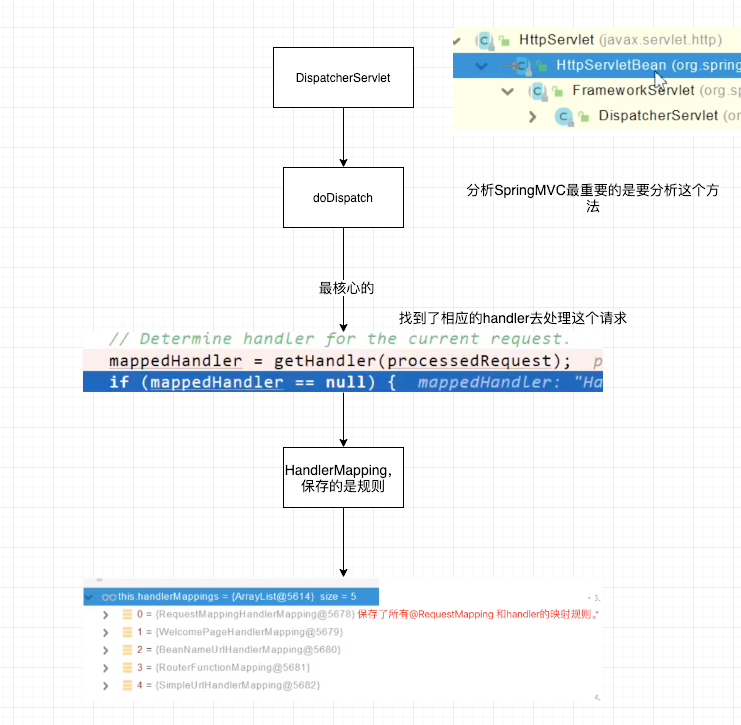 HttpServlet (javax.servlet.http)
HttpServletBean (org.spring
FrameworkServlet (org.sp
DispatcherServlet (or
DispatcherServlet
doDispatch
分析SpringMVC最重要的是要分析这个方
法
最核心的
找到了相应的handler去处理这个请求
// Determine handler for the current request.
mappedHandler = getHandler(processedRequest); p
if (mappedHandler == null) { mappedHandler: "Ha
HandlerMapping,
保存的是规则
this.handlerMappings = {ArrayList@5614} size = 5
0 = {RequestMappingHandlerMapping@5678} 保存了所有@RequestMapping 和handler的映射规则。"
1 = {WelcomePageHandlerMapping@5679}
2 = {BeanNameUrlHandlerMapping@5680}
3 = {RouterFunctionMapping@5681}
4 = {SimpleUrlHandlerMapping@5682}